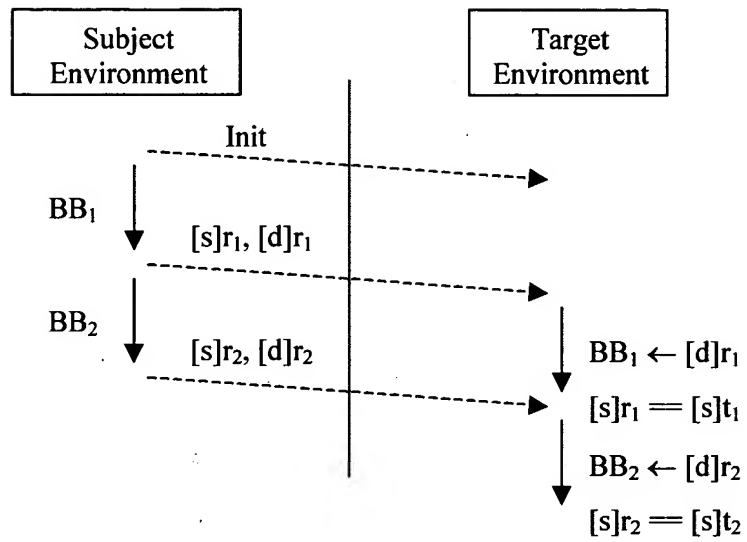 Subject
Environment
Target
Environment
Init
BB₁
[s]r₁, [d]r₁
BB₂
[s]r₂, [d]r₂
BB₁ ← [d]r₁
[s]r₁ == [s]t₁
BB₂ ← [d]r₂
[s]r₂ == [s]t₂